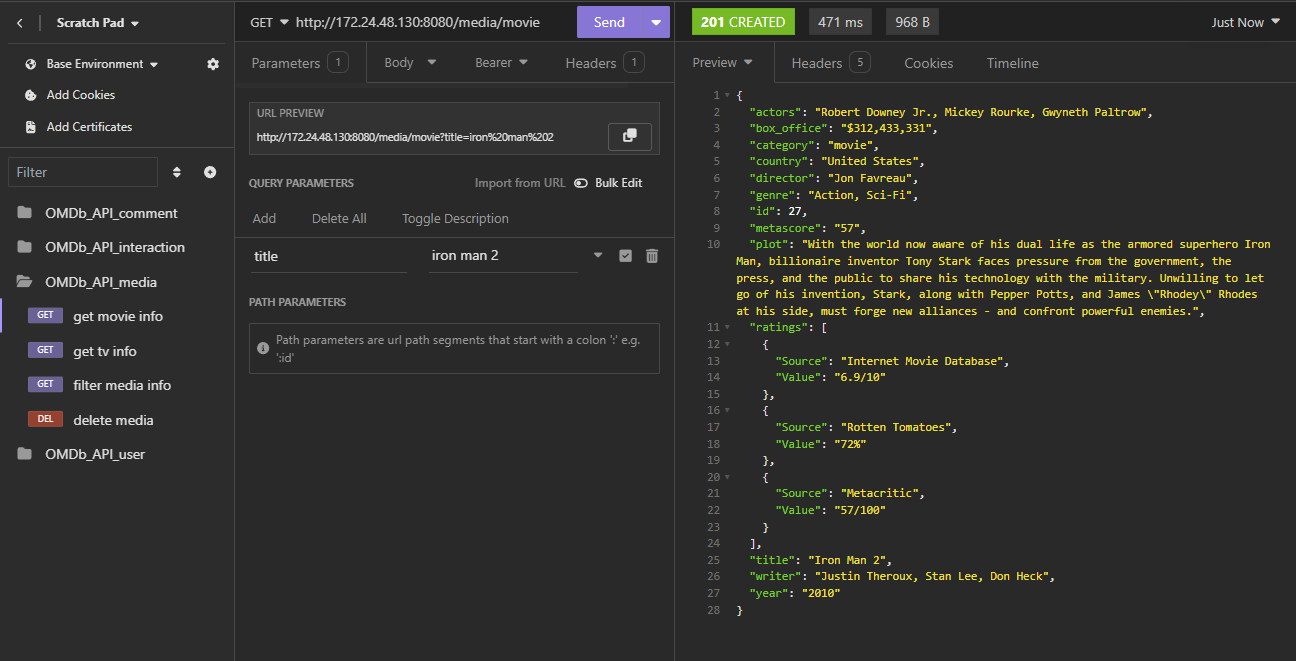 Scratch Pad
Base Environment
Add Cookies
Add Certificates
Filter
OMDb_API_comment
OMDb_API_interaction
OMDb_API_media
GET get movie info
GET get tv info
GET filter media info
DEL delete media
OMDb_API_user
GET http://172.24.48.130:8080/media/movie Send
Parameters 1 Body Bearer Headers 1
URL PREVIEW
http://172.24.48.130:8080/media/movie?title=iron%20man%202
QUERY PARAMETERS Import from URL Bulk Edit
Add Delete All Toggle Description
title iron man 2
PATH PARAMETERS
Path parameters are url path segments that start with a colon ':' e.g.
':id'
201 CREATED 471 ms 968 B Just Now
Preview Headers 5 Cookies Timeline
1 {
2 "actors": "Robert Downey Jr., Mickey Rourke, Gwyneth Paltrow",
3 "box_office": "$312,433,331",
4 "category": "movie",
5 "country": "United States",
6 "director": "Jon Favreau",
7 "genre": "Action, Sci-Fi",
8 "id": 27,
9 "metascore": "57",
10 "plot": "With the world now aware of his dual life as the armored superhero Iron
Man, billionaire inventor Tony Stark faces pressure from the government, the
press, and the public to share his technology with the military. Unwilling to let
go of his invention, Stark, along with Pepper Potts, and James \"Rhodey\" Rhodes
at his side, must forge new alliances - and confront powerful enemies.",
11 "ratings": [
12 {
13 "Source": "Internet Movie Database",
14 "Value": "6.9/10"
15 },
16 {
17 "Source": "Rotten Tomatoes",
18 "Value": "72%"
19 },
20 {
21 "Source": "Metacritic",
22 "Value": "57/100"
23 }
24 ],
25 "title": "Iron Man 2",
26 "writer": "Justin Theroux, Stan Lee, Don Heck",
27 "year": "2010"
28 }